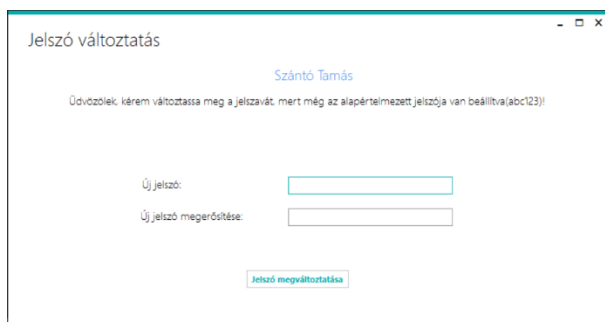 Jelszó változtatás
Szántó Tamás
Üdvözölek, kérem változtassa meg a jelszavát, mert még az alapértelmezett jelszója van beállítva(abc123)!
Új jelszó:
Új jelszó megerősítése:
Jelszó megváltoztatása